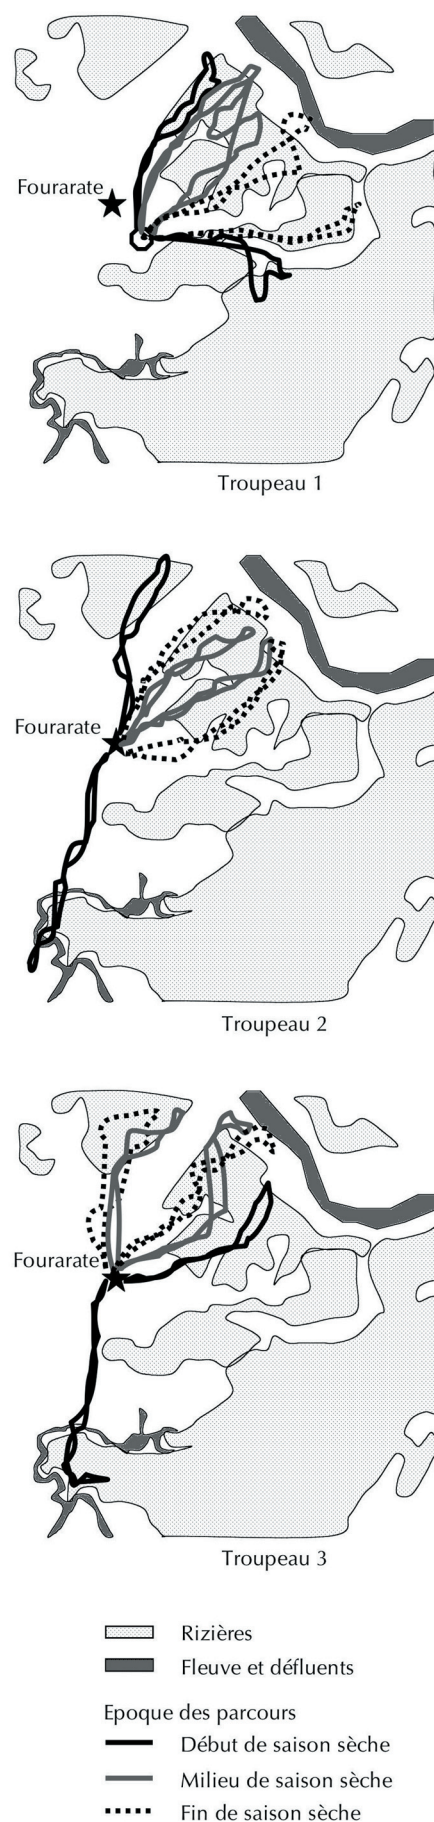 Fourarate
Troupeau 1
Fourarate
Troupeau 2
Fourarate
Troupeau 3
Rizières
Fleuve et défluents
Epoque des parcours
Début de saison sèche
Milieu de saison sèche
Fin de saison sèche